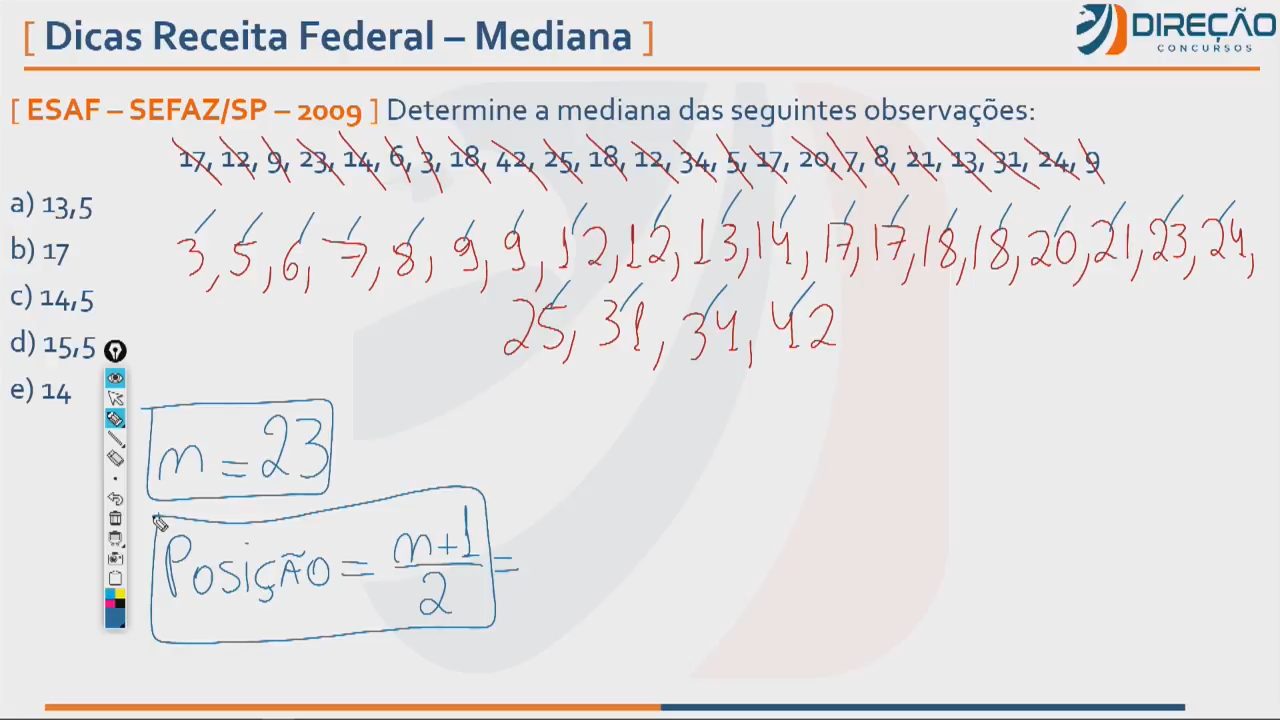 [ Dicas Receita Federal – Mediana ]
DIREÇÃO
CONCURSOS
[ ESAF – SEFAZ/SP – 2009 ] Determine a mediana das seguintes observações:
17, 12, 9, 23, 14, 6, 3, 18, 42, 25, 18, 12, 34, 5, 17, 20, 7, 8, 21, 13, 31, 24, 9
a) 13,5
3, 5, 6, 7, 8, 9, 9, 12, 12, 13, 14, 17, 17, 18, 18, 20, 21, 23, 24,
b) 17
c) 14,5
25, 31, 34, 42
d) 15,5
e) 14
n = 23
POSIÇÃO = n+1
2
=